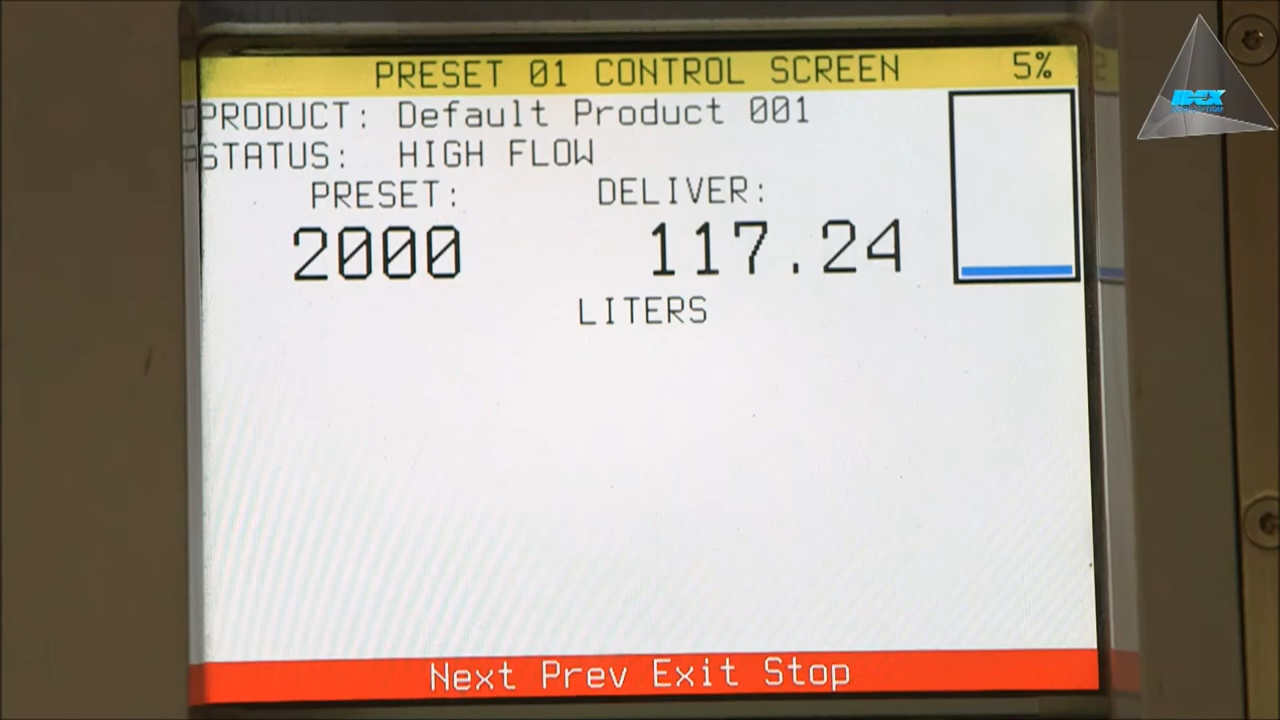 PRESET 01 CONTROL SCREEN 5%
PRODUCT: Default Product 001
STATUS: HIGH FLOW
PRESET: DELIVER:
2000 117.24
LITERS
Next Prev Exit Stop